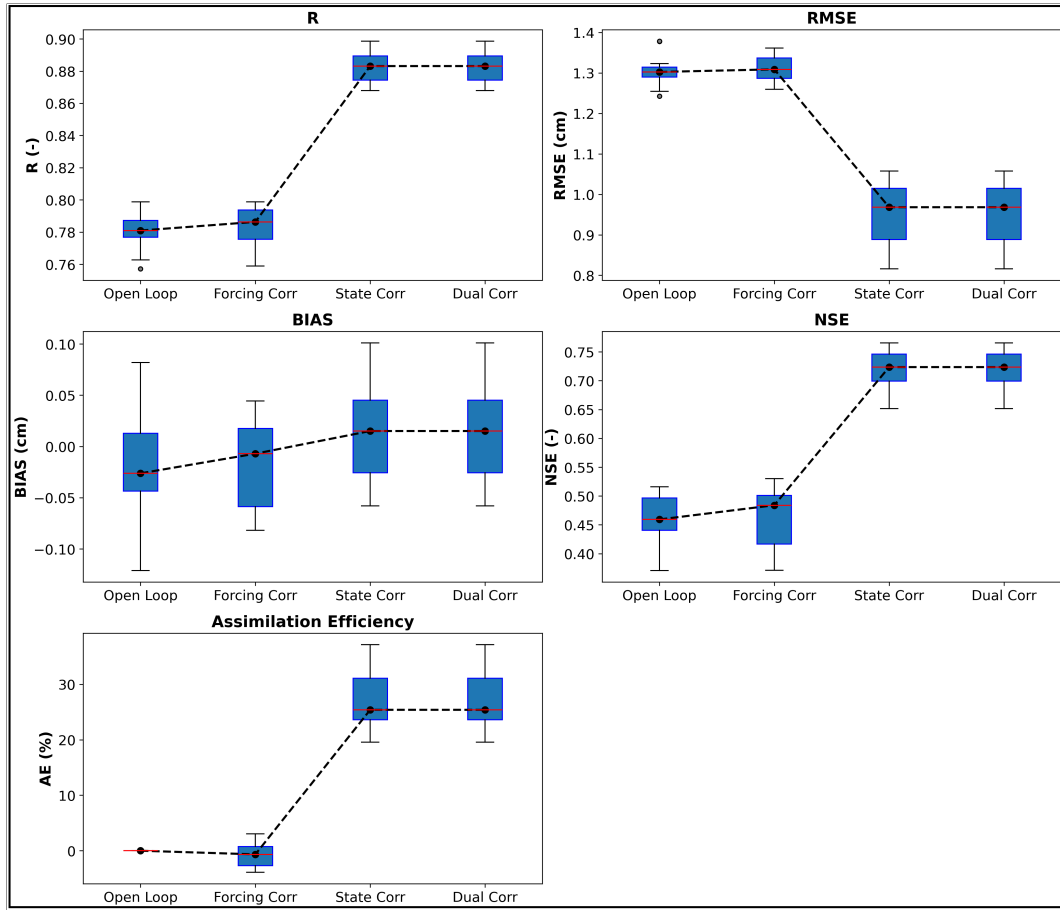 R
R (-)
0.90
0.88
0.86
0.84
0.82
0.80
0.78
0.76
Open Loop
Forcing Corr
State Corr
Dual Corr
RMSE
RMSE (cm)
1.4
1.3
1.2
1.1
1.0
0.9
0.8
Open Loop
Forcing Corr
State Corr
Dual Corr
BIAS
BIAS (cm)
0.10
0.05
0.00
−0.05
−0.10
Open Loop
Forcing Corr
State Corr
Dual Corr
NSE
NSE (-)
0.75
0.70
0.65
0.60
0.55
0.50
0.45
0.40
Open Loop
Forcing Corr
State Corr
Dual Corr
Assimilation Efficiency
AE (%)
30
20
10
0
Open Loop
Forcing Corr
State Corr
Dual Corr